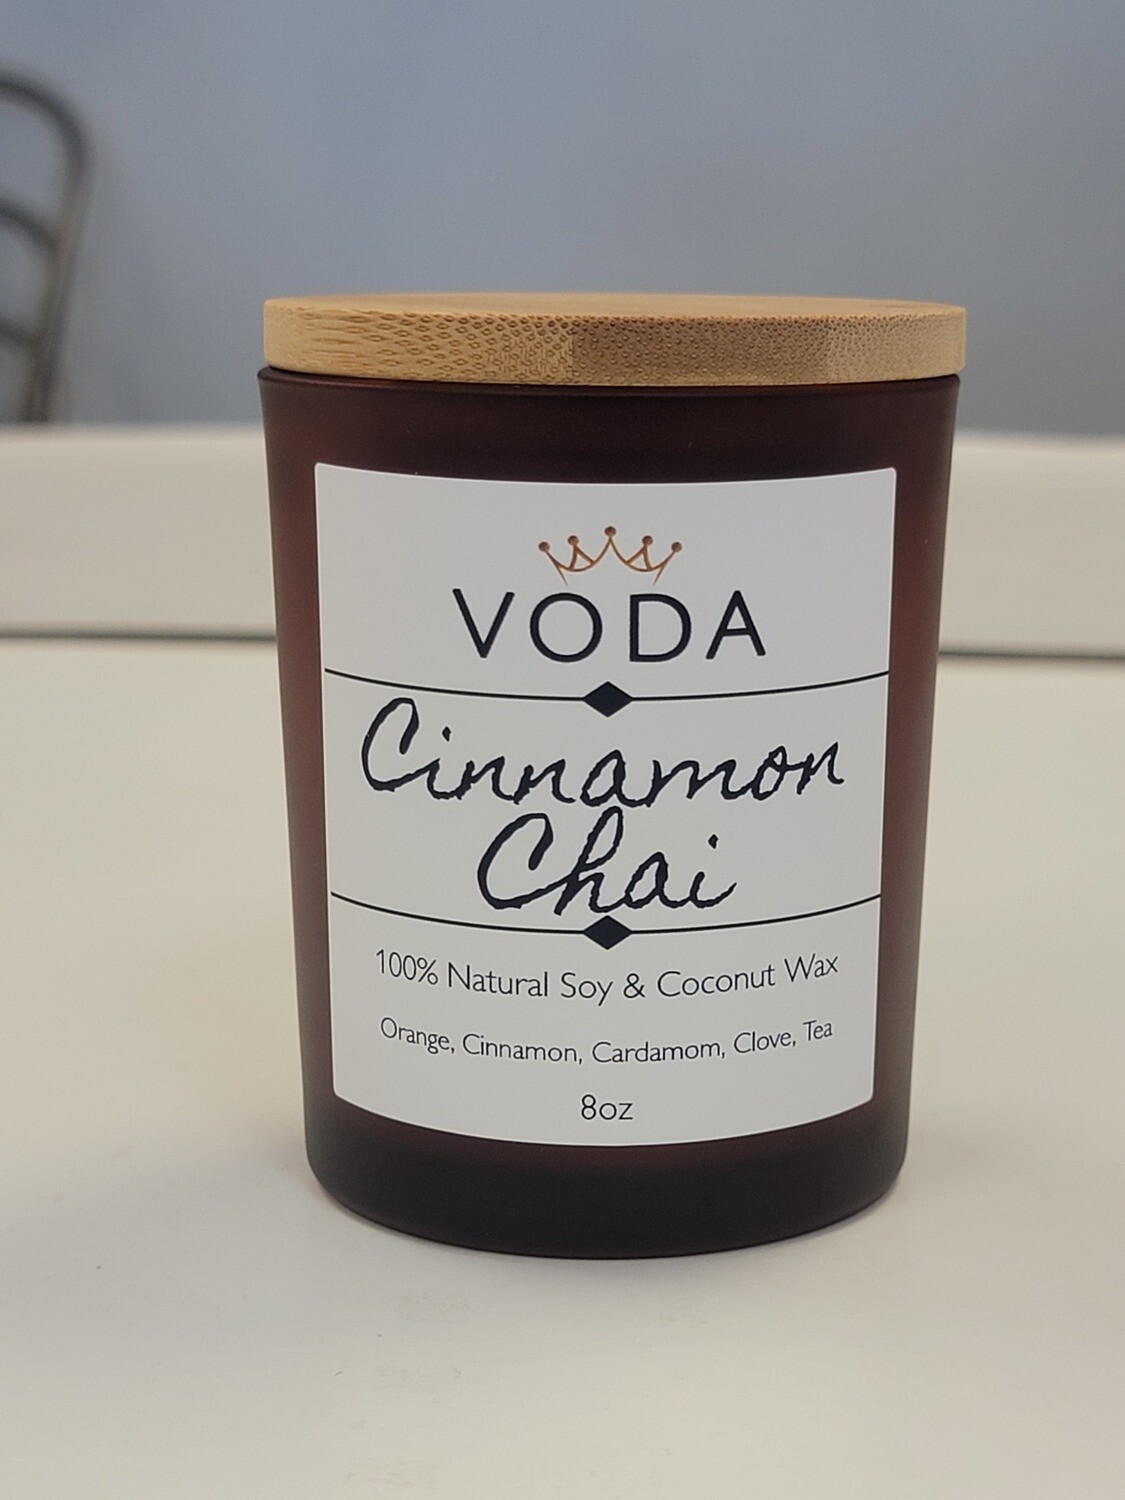 VODA
Cinnamon
Chai
100% Natural Soy & Coconut Wax
Orange, Cinnamon, Cardamom, Clove, Tea
8oz